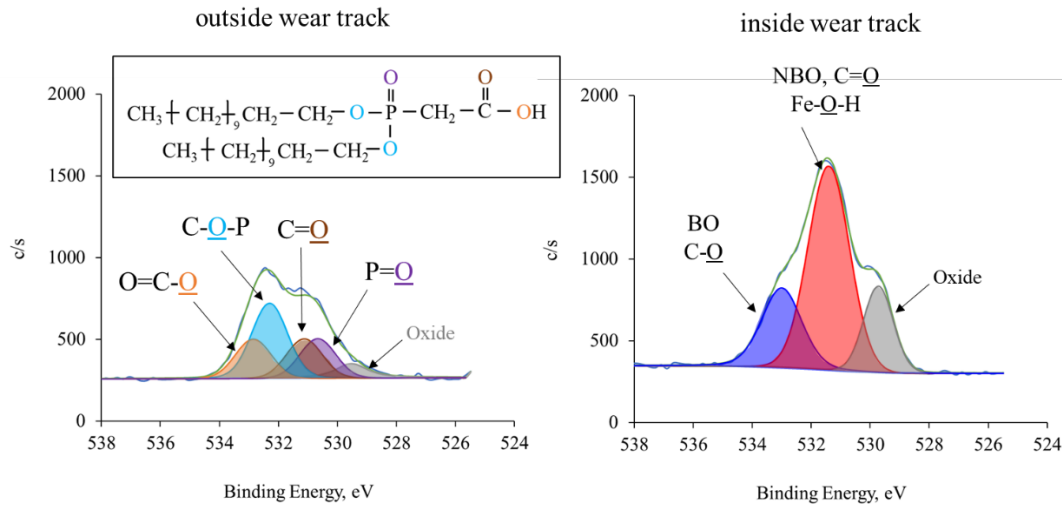 outside wear track
O O
CH₃ ┼ CH₂┼₉ CH₂ — CH₂ — O — P — CH₂ — C — OH
CH₃ ┼ CH₂┼₉ CH₂ — CH₂ — O
C-O-P
C=O
O=C-O
P=O
Oxide
2000
1500
1000
500
0
c/s
538 536 534 532 530 528 526 524
Binding Energy, eV
inside wear track
NBO, C=O
Fe-O-H
BO
C-O
Oxide
2000
1500
1000
500
0
c/s
538 536 534 532 530 528 526 524
Binding Energy, eV